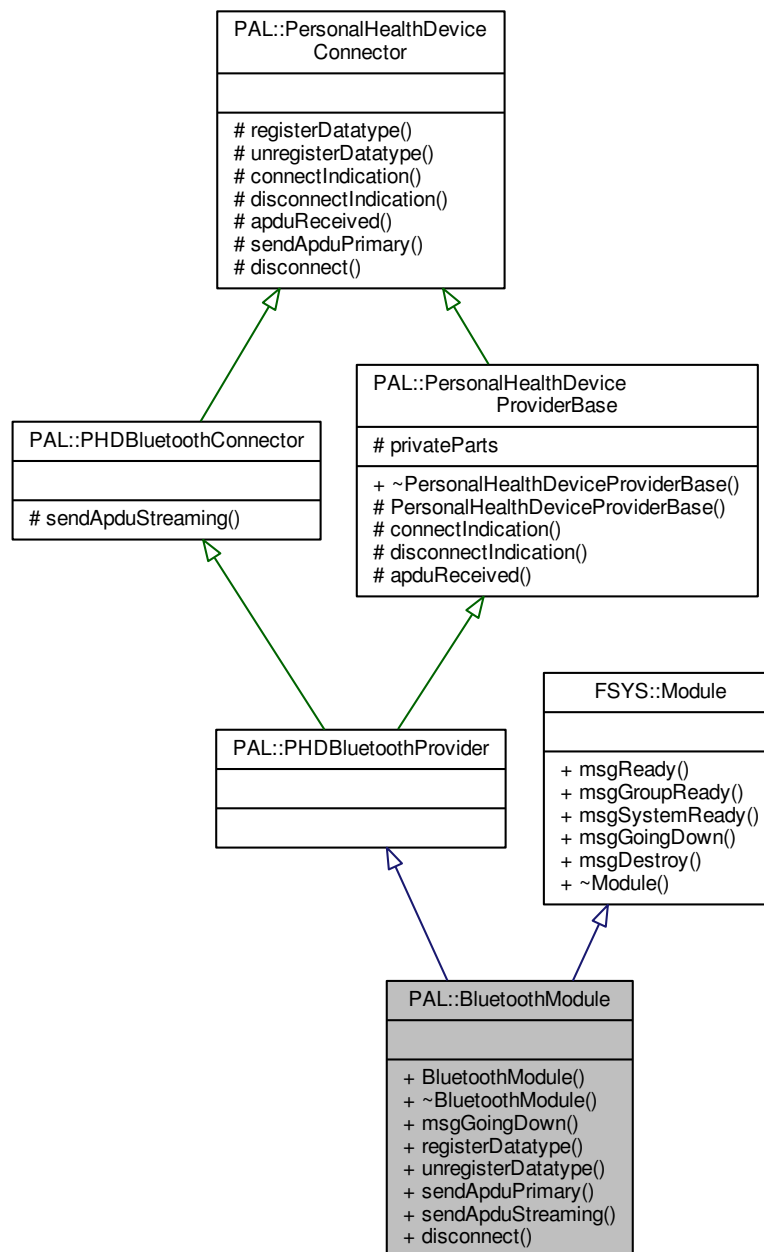 PAL::PersonalHealthDevice
Connector
# registerDatatype()
# unregisterDatatype()
# connectIndication()
# disconnectIndication()
# apduReceived()
# sendApduPrimary()
# disconnect()
PAL::PHDBluetoothConnector
# sendApduStreaming()
PAL::PersonalHealthDevice
ProviderBase
# privateParts
+ ~PersonalHealthDeviceProviderBase()
# PersonalHealthDeviceProviderBase()
# connectIndication()
# disconnectIndication()
# apduReceived()
PAL::PHDBluetoothProvider
FSYS::Module
+ msgReady()
+ msgGroupReady()
+ msgSystemReady()
+ msgGoingDown()
+ msgDestroy()
+ ~Module()
PAL::BluetoothModule
+ BluetoothModule()
+ ~BluetoothModule()
+ msgGoingDown()
+ registerDatatype()
+ unregisterDatatype()
+ sendApduPrimary()
+ sendApduStreaming()
+ disconnect()